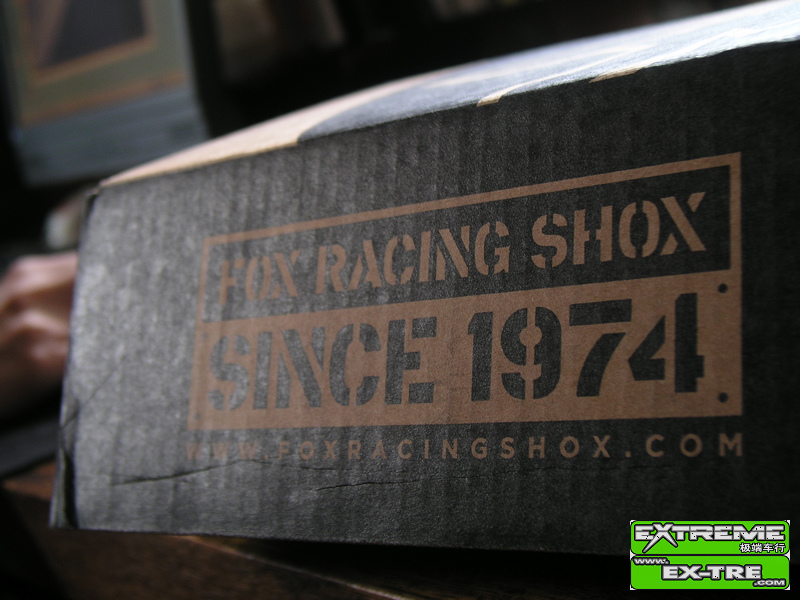 FOX RACING SHOX
SINCE 1974
WWW.FOXRACINGSHOX.COM
EXTREME
极端车行
www.
EX-TRE
.COM